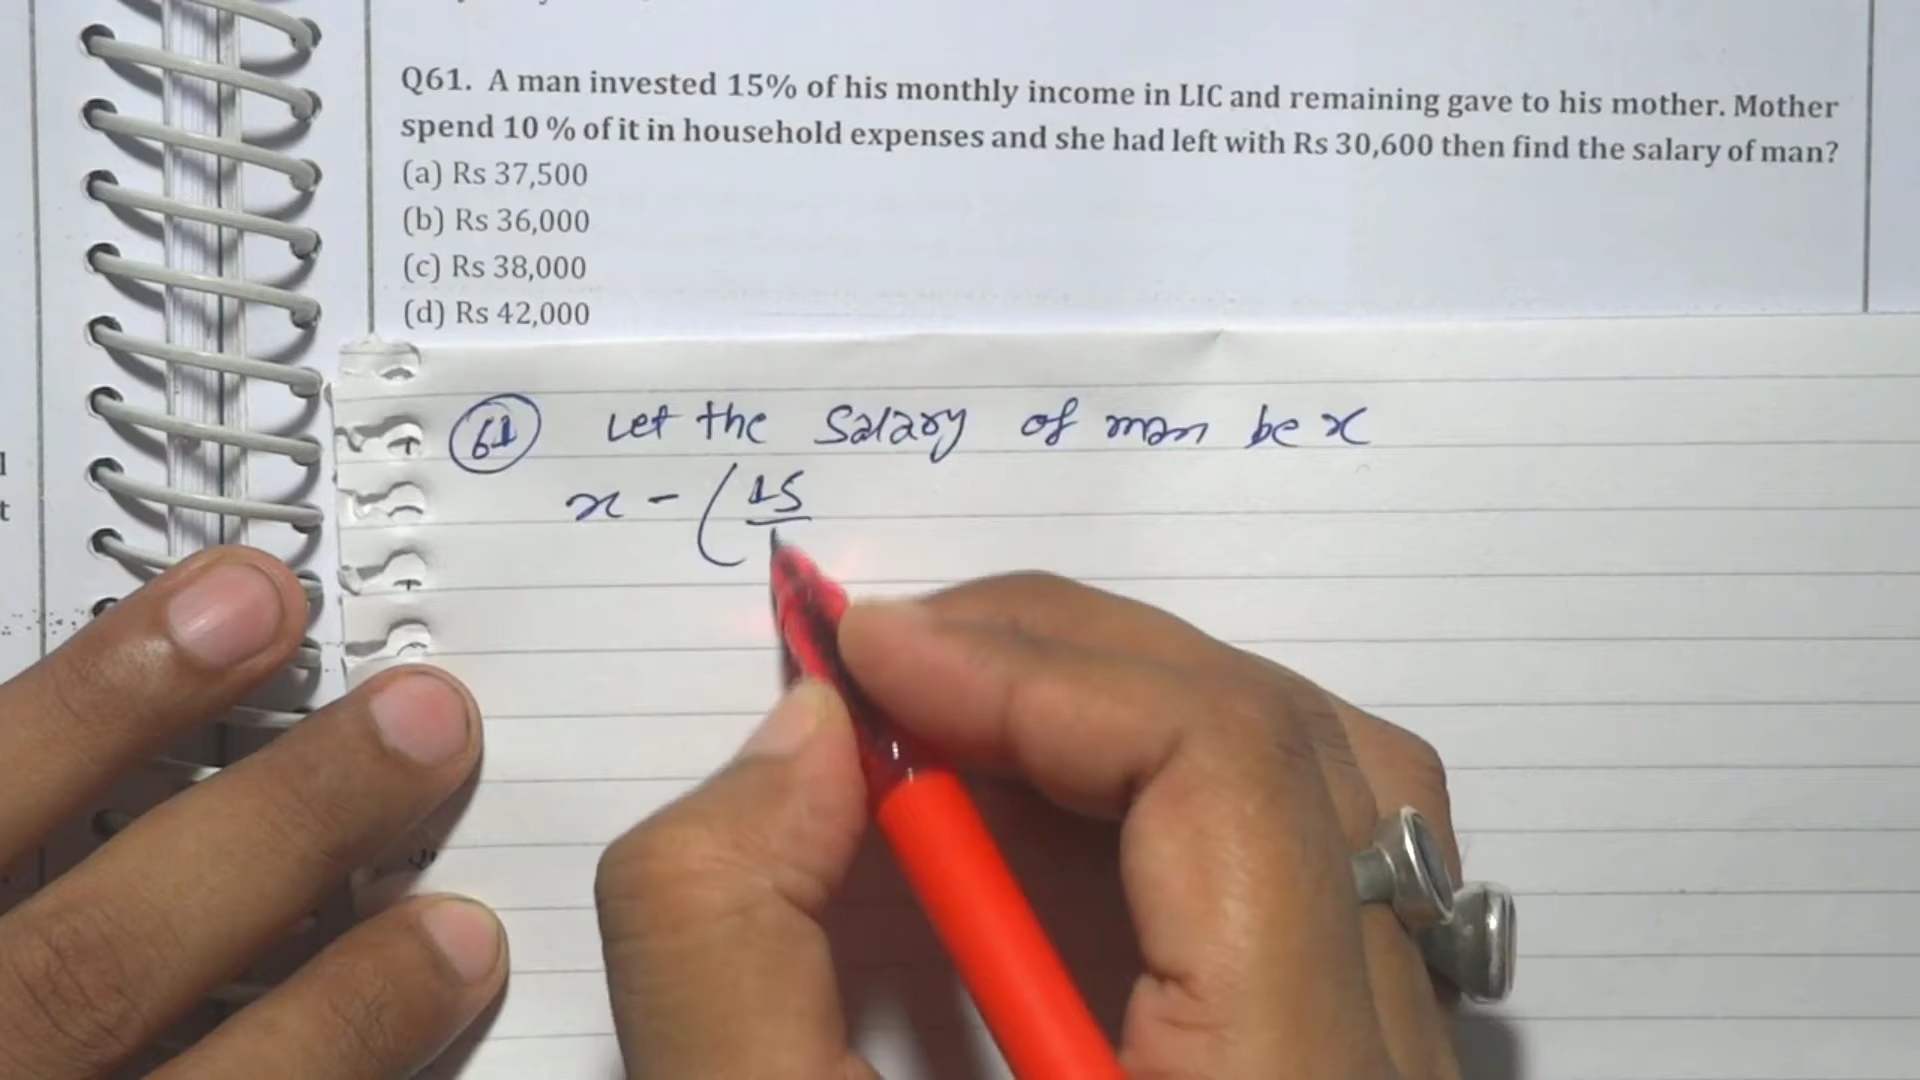 Q61. A man invested 15% of his monthly income in LIC and remaining gave to his mother. Mother
spend 10 % of it in household expenses and she had left with Rs 30,600 then find the salary of man?
(a) Rs 37,500
(b) Rs 36,000
(c) Rs 38,000
(d) Rs 42,000
61 Let the Salary of man be x
x - ( 15